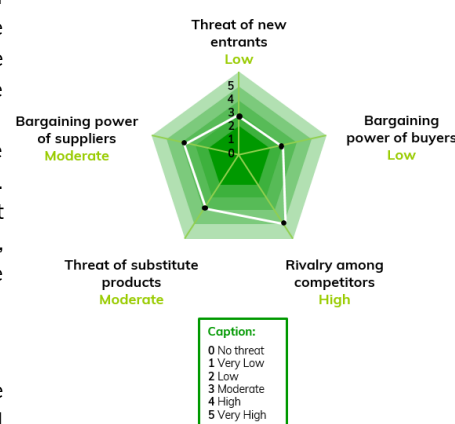 Threat of new
entrants
Low
5
4
3
2
1
0
Bargaining power
of suppliers
Moderate
Bargaining
power of buyers
Low
Threat of substitute
products
Moderate
Rivalry among
competitors
High
Caption:
0 No threat
1 Very Low
2 Low
3 Moderate
4 High
5 Very High